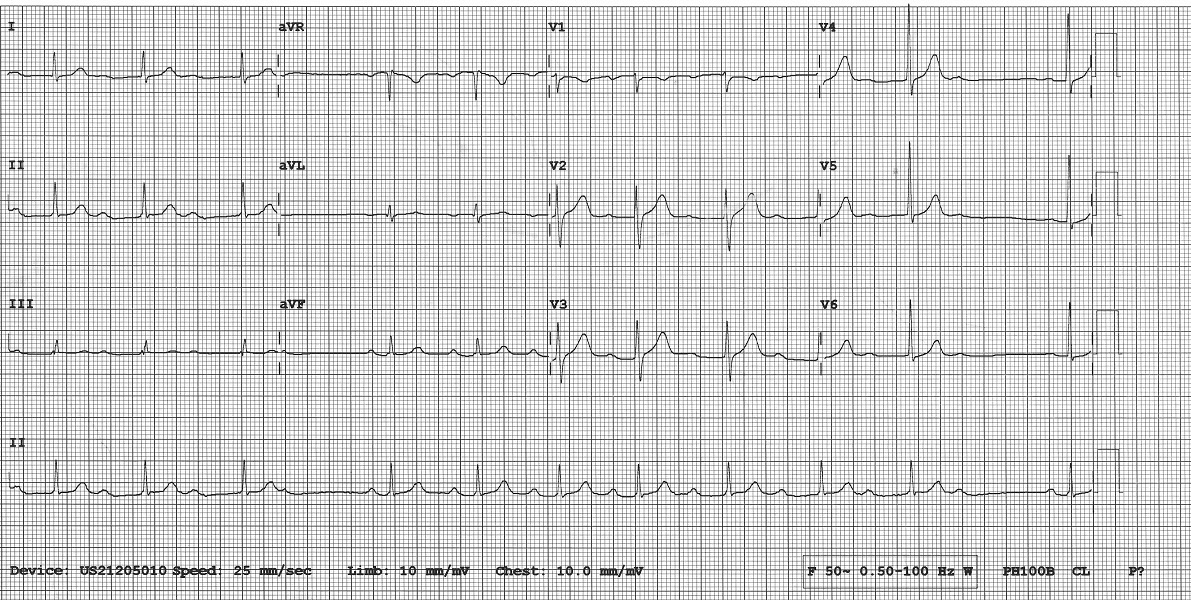 I aVR V1 V4
II aVL V2 V5
III aVF V3 V6
II
Device: US21205010 Speed: 25 mm/sec Limb: 10 mm/mV Chest: 10.0 mm/mV F 50~ 0.50-100 Hz W PH100B CL P?